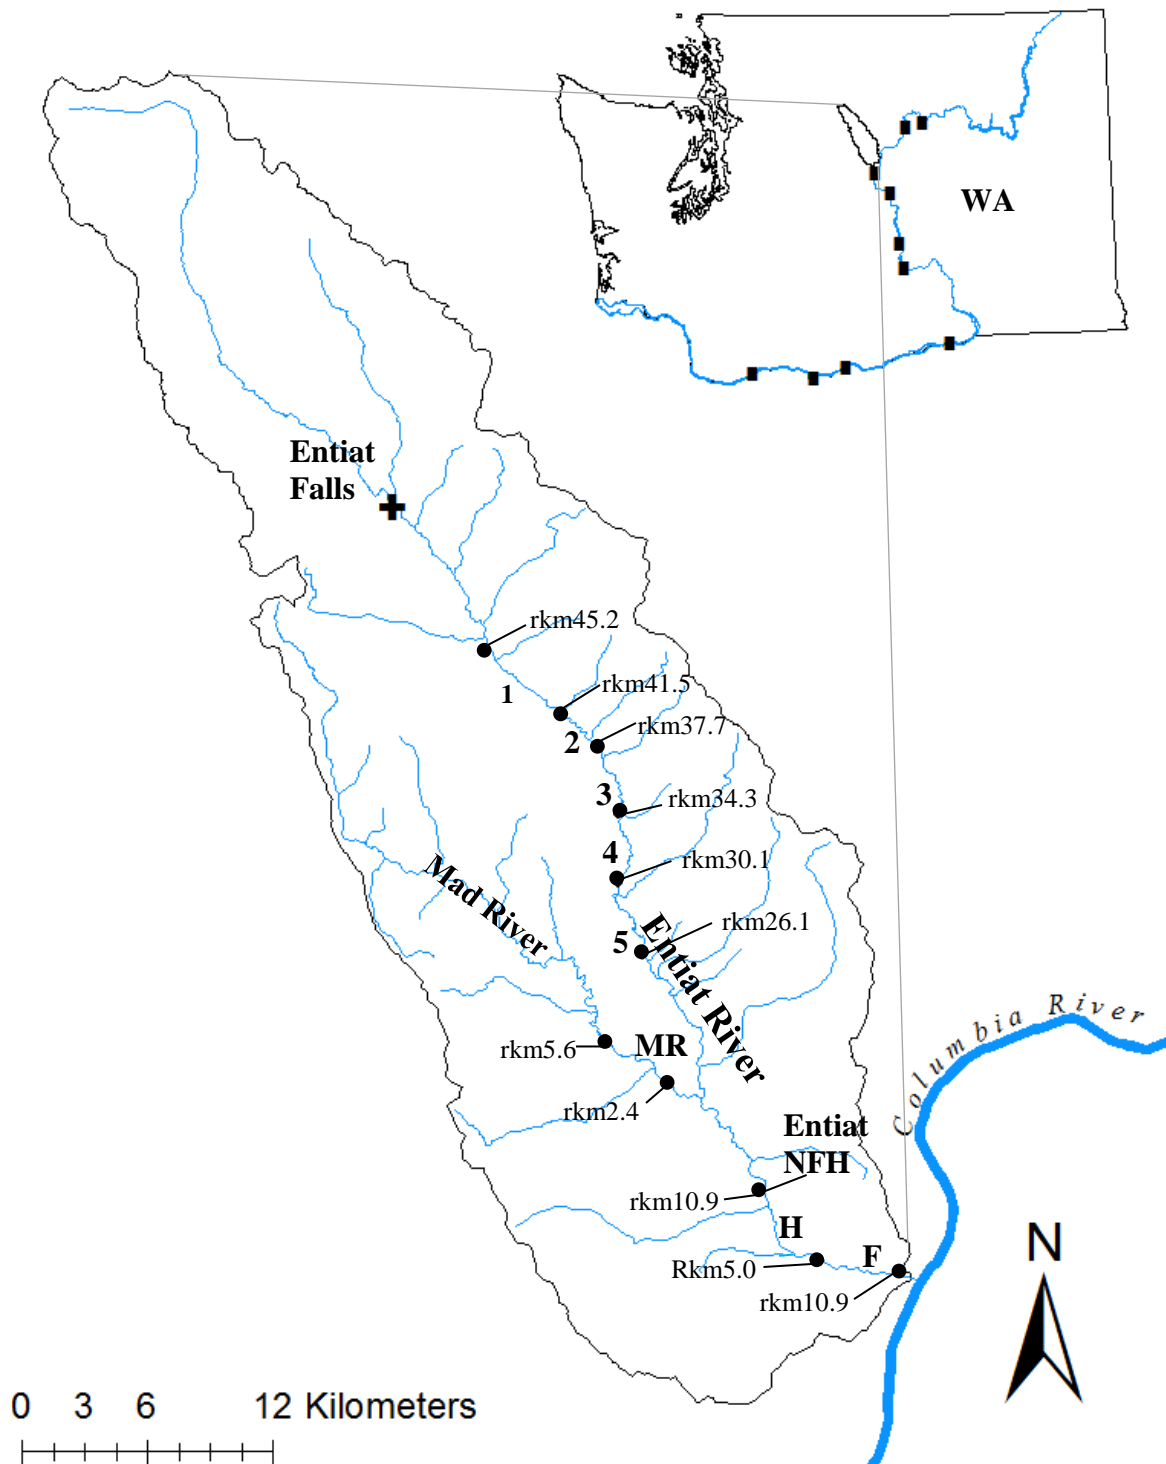 WA
Entiat
Falls
rkm45.2
1
rkm41.5
2
rkm37.7
3
rkm34.3
4
rkm30.1
Mad River
5
rkm26.1
Entiat River
Columbia River
rkm5.6
MR
rkm2.4
Entiat
NFH
rkm10.9
H
F
Rkm5.0
rkm10.9
N
0 3 6 12 Kilometers